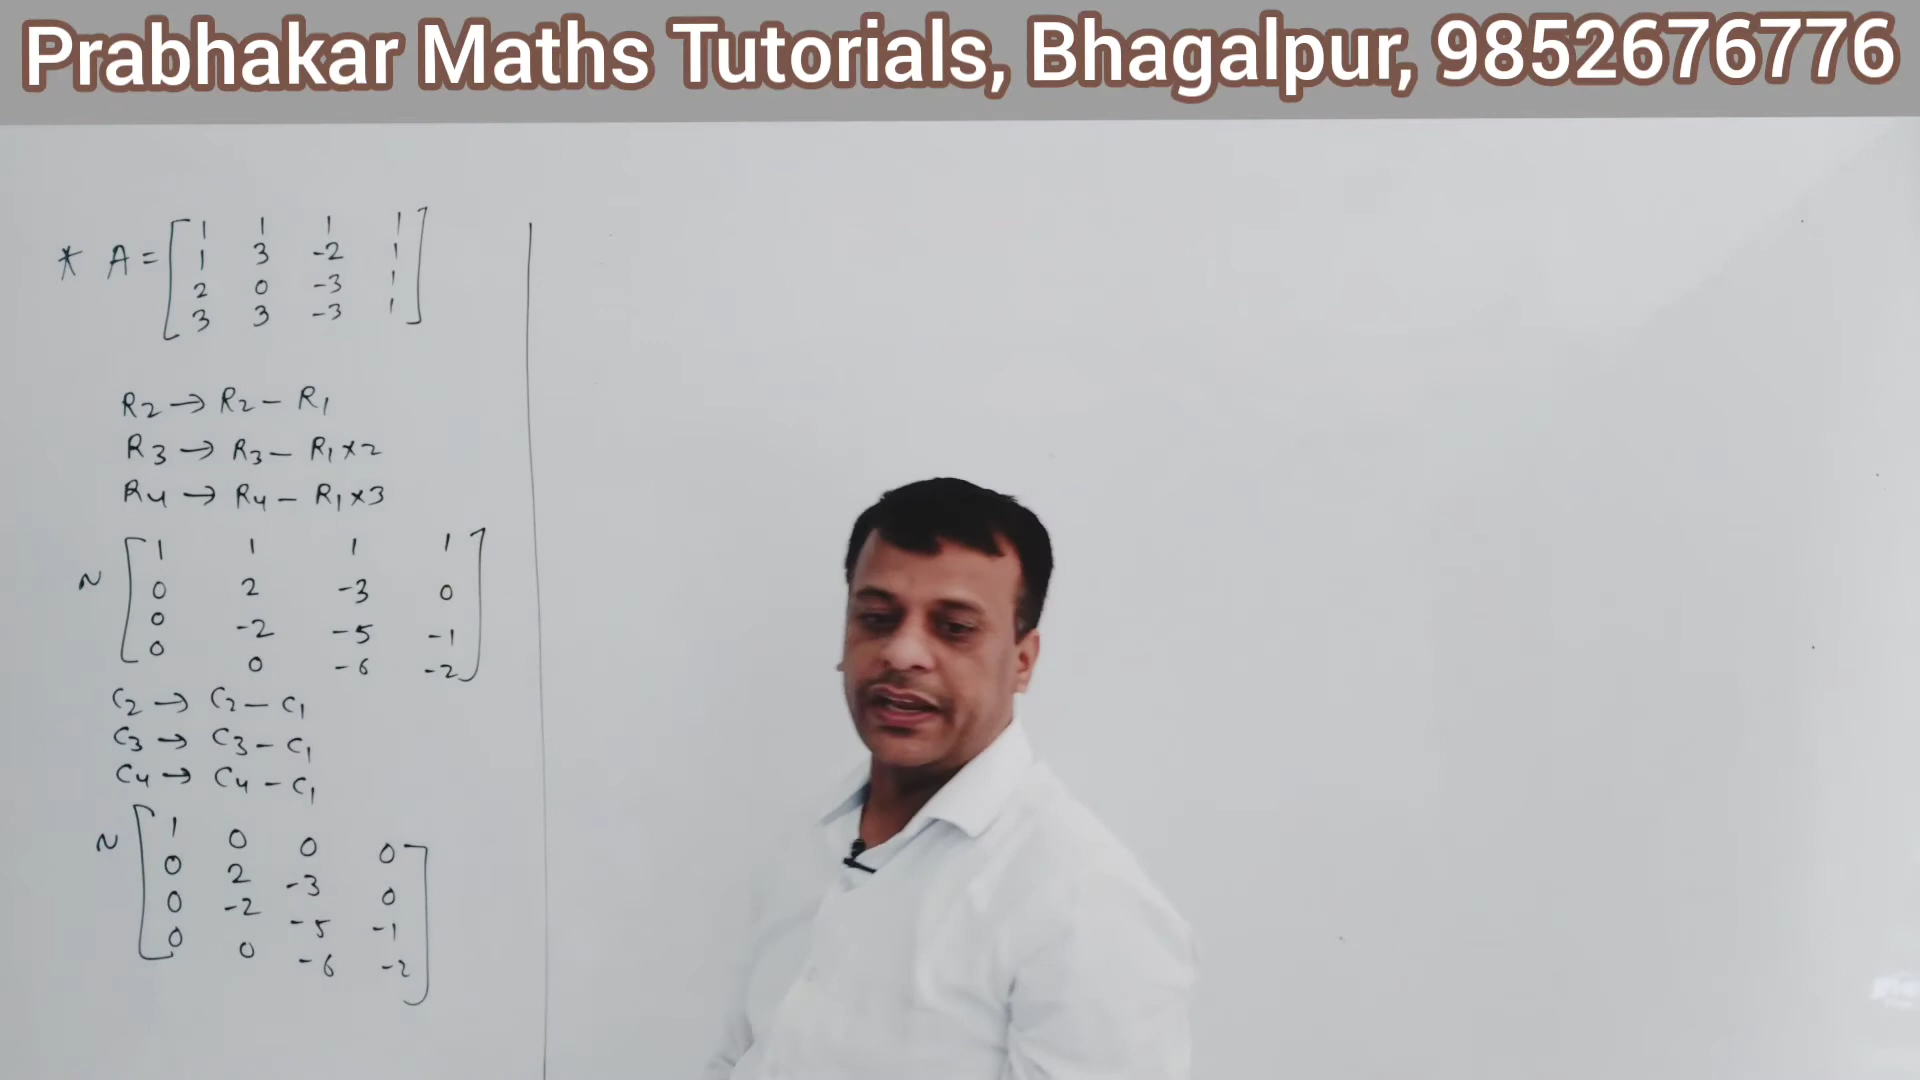 Prabhakar Maths Tutorials, Bhagalpur, 9852676776
* A = [ 1 1 1 1
1 3 -2 1
2 0 -3 1
3 3 -3 1 ]
R2 → R2 - R1
R3 → R3 - R1×2
R4 → R4 - R1×3
~ [ 1 1 1 1
0 2 -3 0
0 -2 -5 -1
0 0 -6 -2 ]
C2 → C2 - C1
C3 → C3 - C1
C4 → C4 - C1
~ [ 1 0 0 0
0 2 -3 0
0 -2 -5 -1
0 0 -6 -2 ]